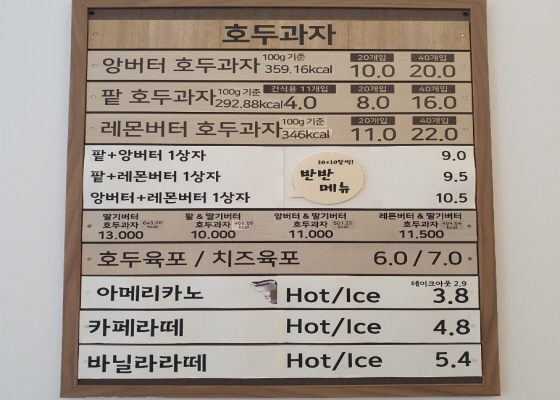 호두과자
앙버터 호두과자 100g 기준 359.16kcal 20개입 10.0 40개입 20.0
팥 호두과자 100g 기준 292.88kcal 간식용 11개입 4.0 20개입 8.0 40개입 16.0
레몬버터 호두과자 100g 기준 346kcal 20개입 11.0 40개입 22.0
팥+앙버터 1상자 9.0
팥+레몬버터 1상자 9.5
앙버터+레몬버터 1상자 10.5
반반
메뉴
딸기버터 팥 & 딸기버터 앙버터 & 딸기버터 레몬버터 & 딸기버터
호두과자 호두과자 호두과자 호두과자
13.000 10.000 11.000 11.500
호두육포 / 치즈육포 6.0 / 7.0
아메리카노 Hot/Ice 테이크아웃 2.9 3.8
카페라떼 Hot/Ice 4.8
바닐라라떼 Hot/Ice 5.4